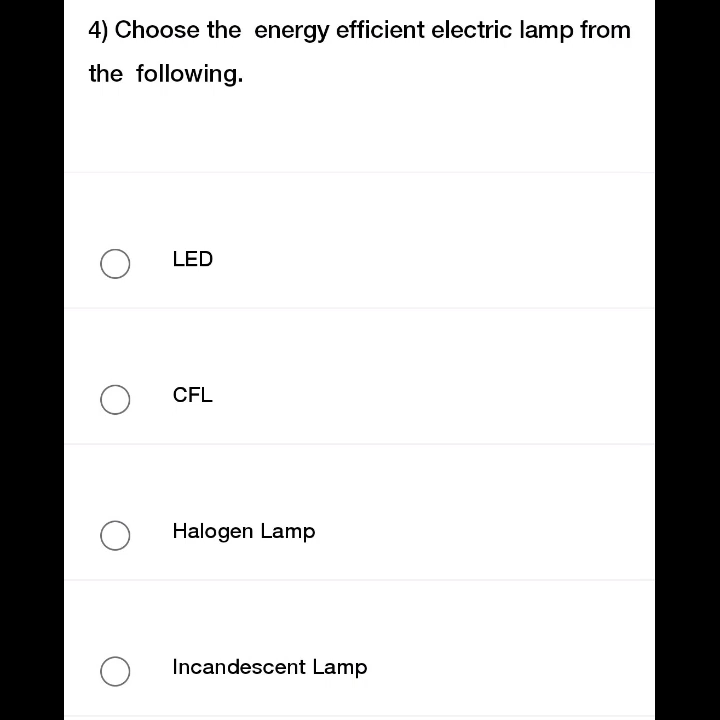 4) Choose the  energy efficient electric lamp from
the  following.
LED
CFL
Halogen Lamp
Incandescent Lamp